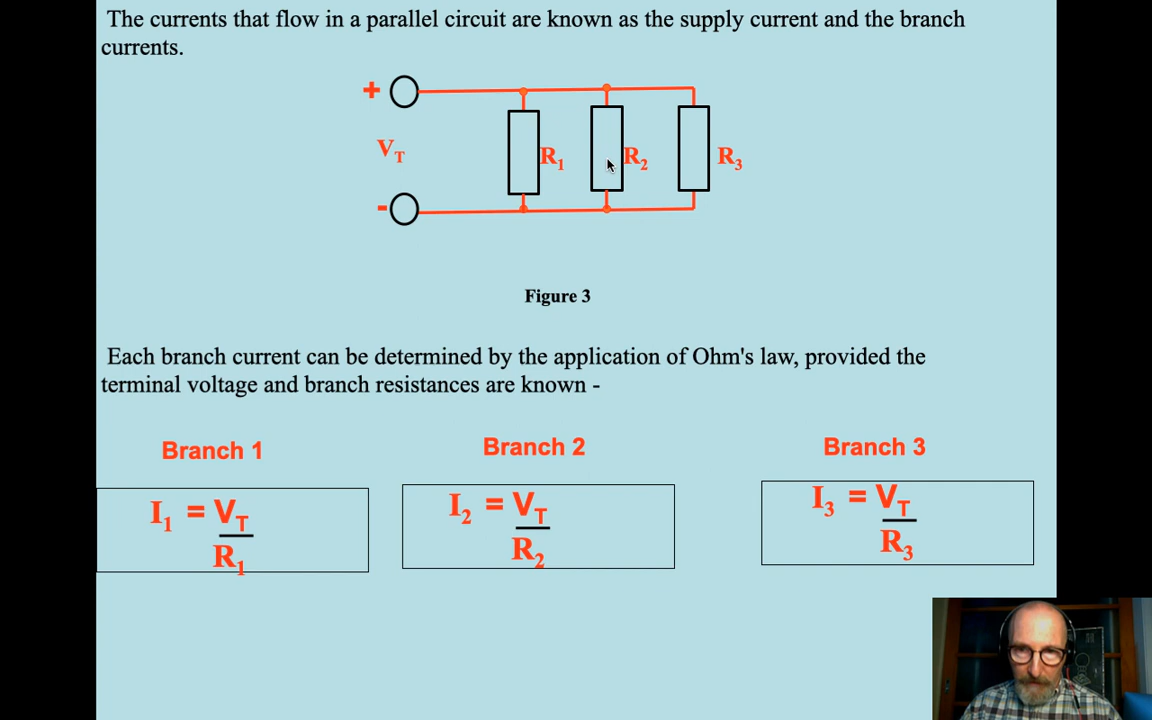 The currents that flow in a parallel circuit are known as the supply current and the branch
currents.
+
VT
R1 R2 R3
-
Figure 3
Each branch current can be determined by the application of Ohm's law, provided the
terminal voltage and branch resistances are known -
Branch 1 Branch 2 Branch 3
I1 = VT I2 = VT I3 = VT
R1 R2 R3